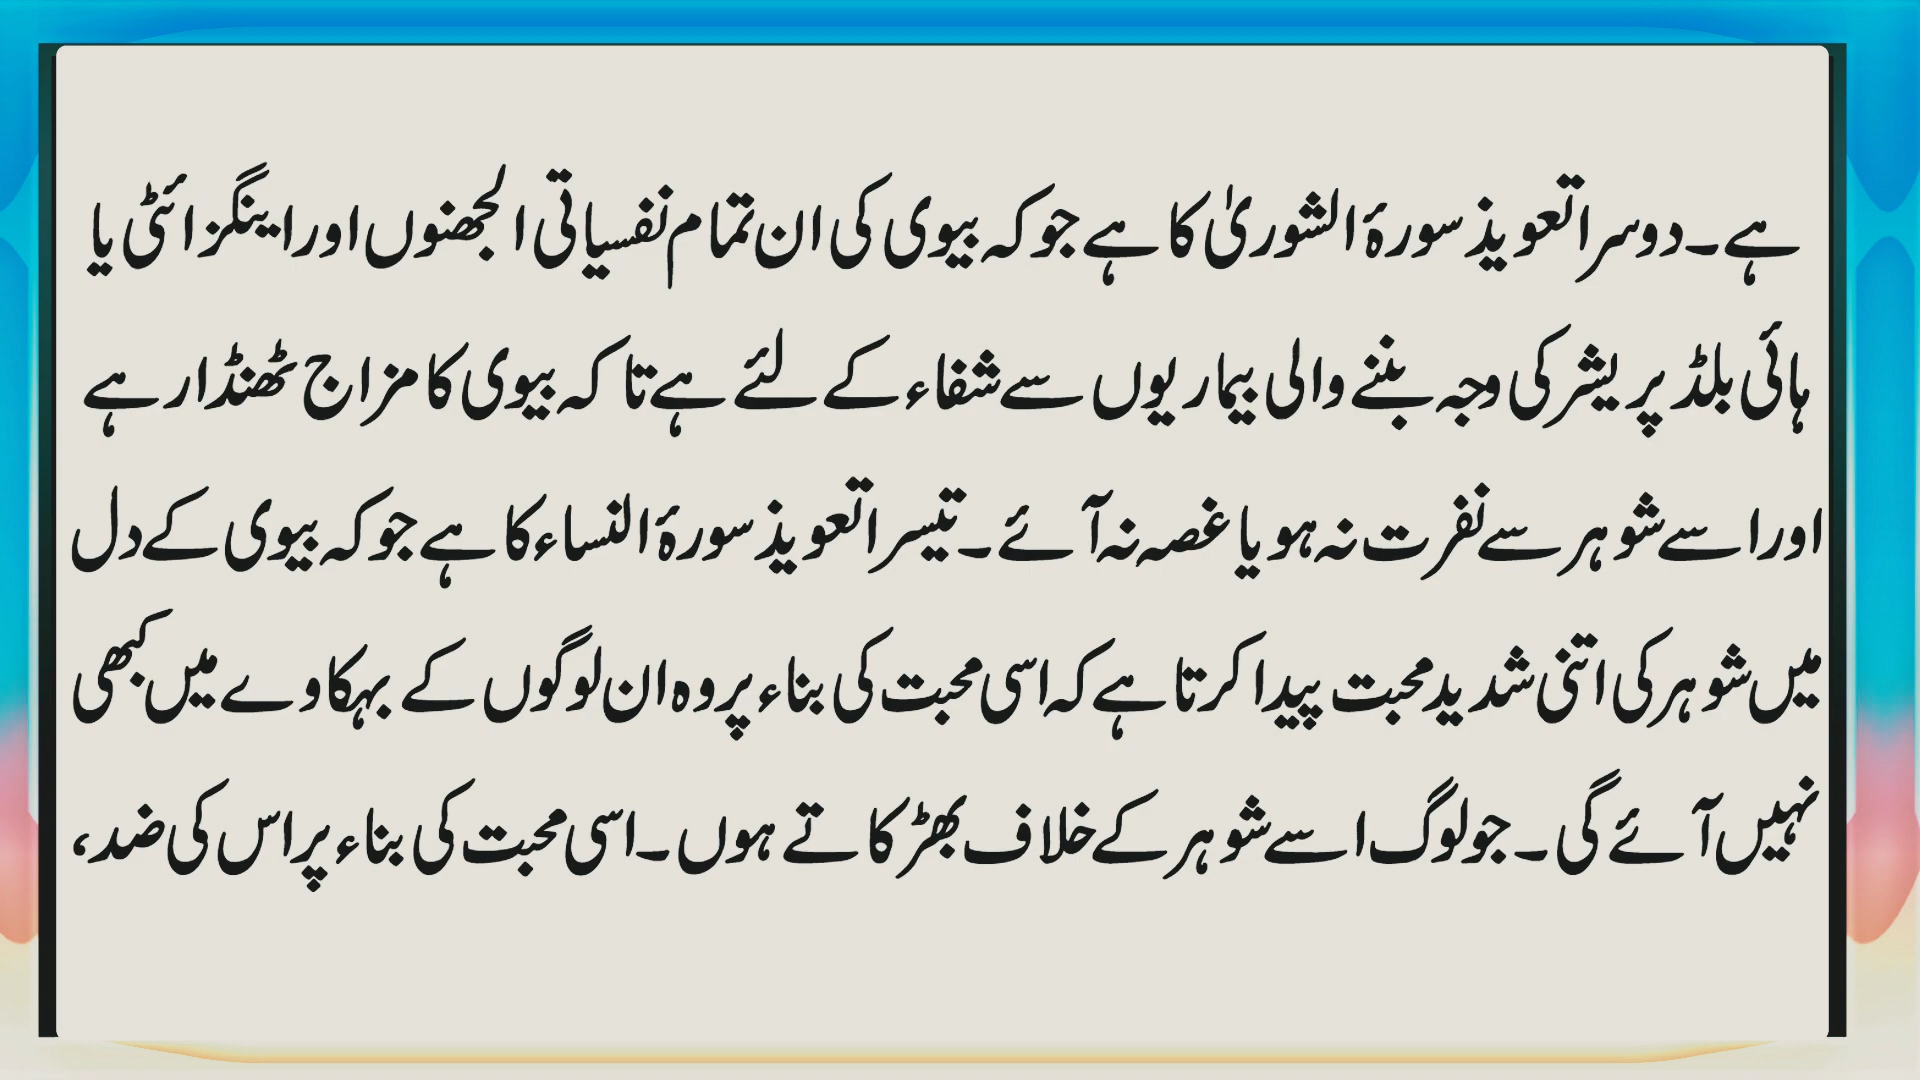 ہے۔ دوسرا تعویذ سورۂ الشوریٰ کا ہے جو کہ بیوی کی ان تمام نفسیاتی الجھنوں اور اینگزائٹی یا
ہائی بلڈ پریشر کی وجہ بننے والی بیماریوں سے شفاء کے لئے ہے تا کہ بیوی کا مزاج ٹھنڈا رہے
اور اسے شوہر سے نفرت نہ ہو یا غصہ نہ آئے۔ تیسرا تعویذ سورۂ النساء کا ہے جو کہ بیوی کے دل
میں شوہر کی اتنی شدید محبت پیدا کرتا ہے کہ اسی محبت کی بناء پر وہ ان لوگوں کے بہکاوے میں کبھی
نہیں آئے گی۔ جو لوگ اسے شوہر کے خلاف بھڑکاتے ہوں۔ اسی محبت کی بناء پر اس کی ضد،